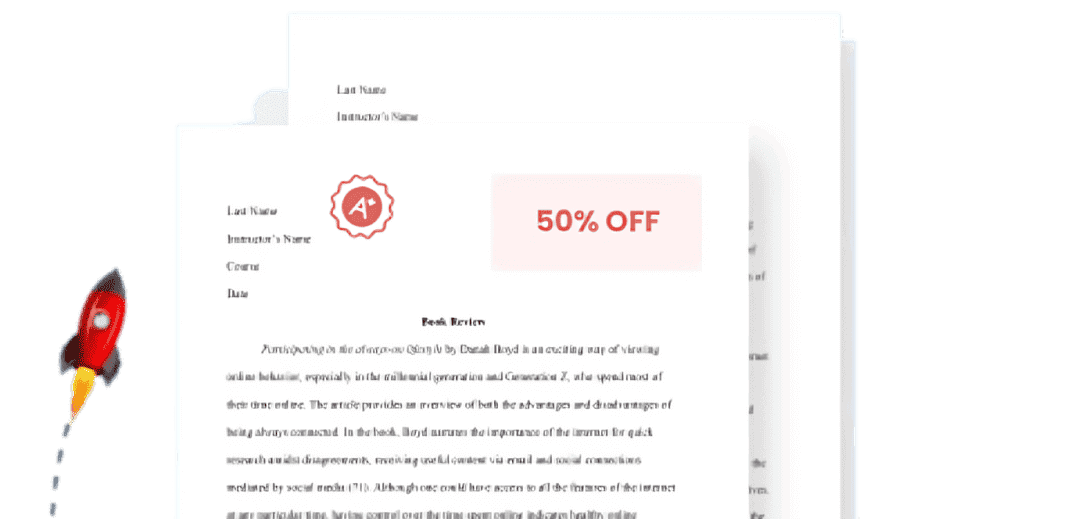 Last Name
Instructor's Name
Last Name
A+
50% OFF
Instructor's Name
Course
Date
Book Review
Participating in the always-on lifestyle by Danah Boyd is an exciting way of viewing
online behavior, especially in the millennial generation and Generation Z, who spend most of
their time online. The article provides an overview of both the advantages and disadvantages of
being always connected. In the book, Boyd narrates the importance of the internet for quick
research amidst disagreements, receiving useful content via email and social connections
mediated by social media (71). Although one could have access to all the features of the internet
at any particular time, having control over the time spent online indicates healthy online
of
of
the